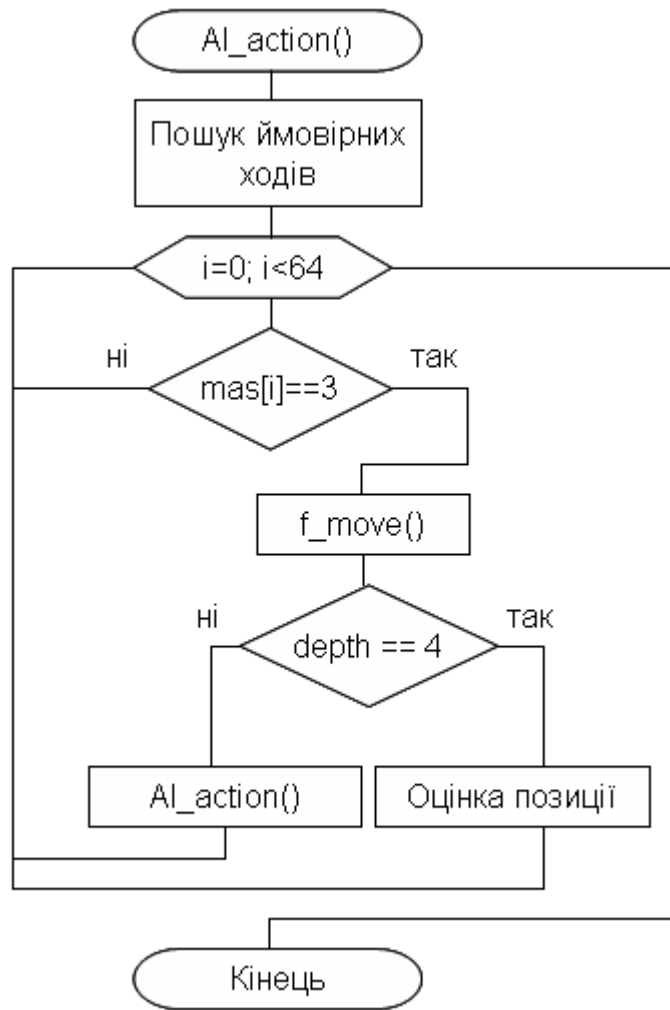 AI_action()
Пошук ймовірних
ходів
i=0; i<64
ні
так
mas[i]==3
f_move()
ні
так
depth == 4
AI_action()
Оцінка позиції
Кінець